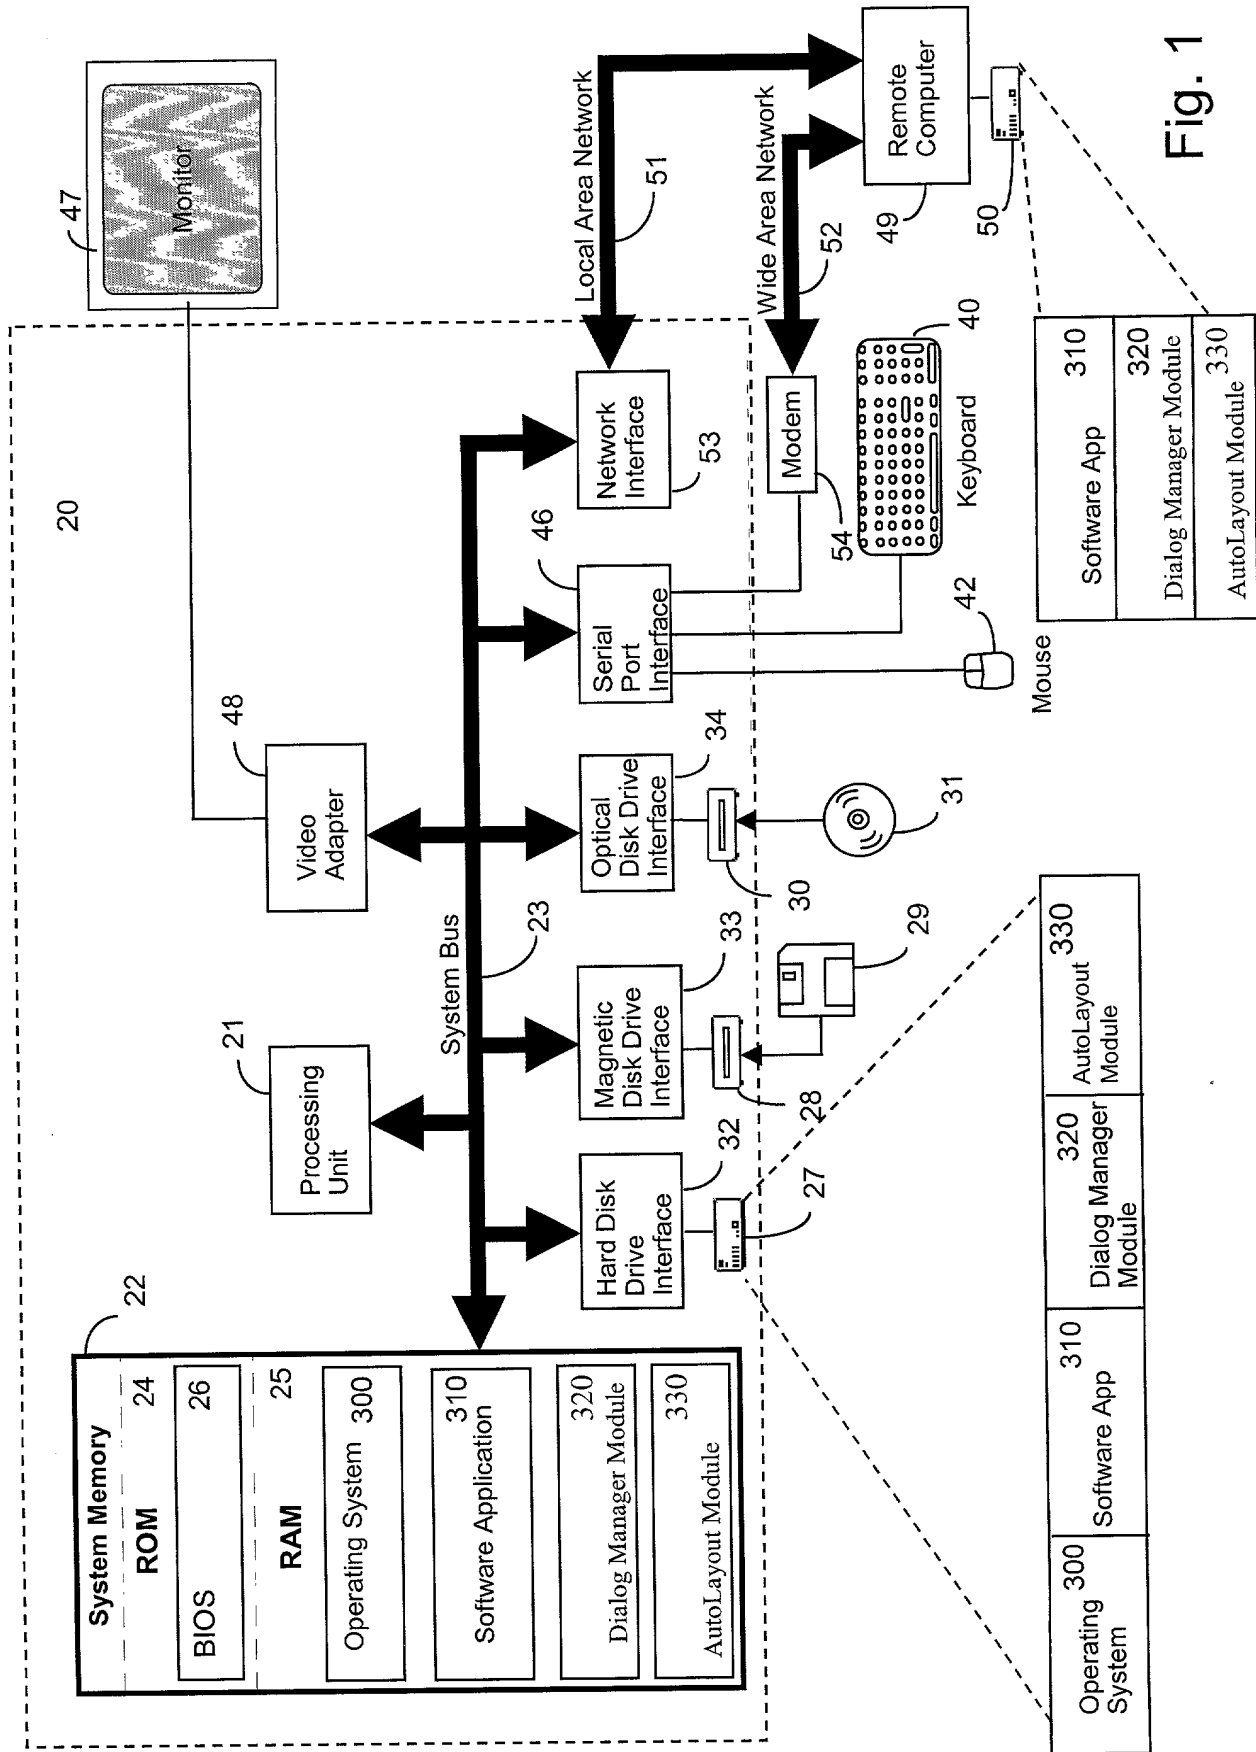 System Memory
ROM 24
BIOS 26
RAM 25
Operating System 300
Software Application 310
Dialog Manager Module 320
AutoLayout Module 330
22
Processing
Unit
21
Video
Adapter
48
20
47
Monitor
System Bus
23
Hard Disk
Drive
Interface
32
Magnetic
Disk Drive
Interface
33
Optical
Disk Drive
Interface
34
Serial
Port
Interface
46
Network
Interface
53
Local Area Network
51
27
28
29
30
31
Modem
54
Wide Area Network
52
Keyboard
40
Mouse
42
Remote
Computer
49
50
Operating
System
300
Software App
310
Dialog Manager
Module
320
AutoLayout
Module
330
Software App 310
Dialog Manager Module 320
AutoLayout Module 330
Fig. 1